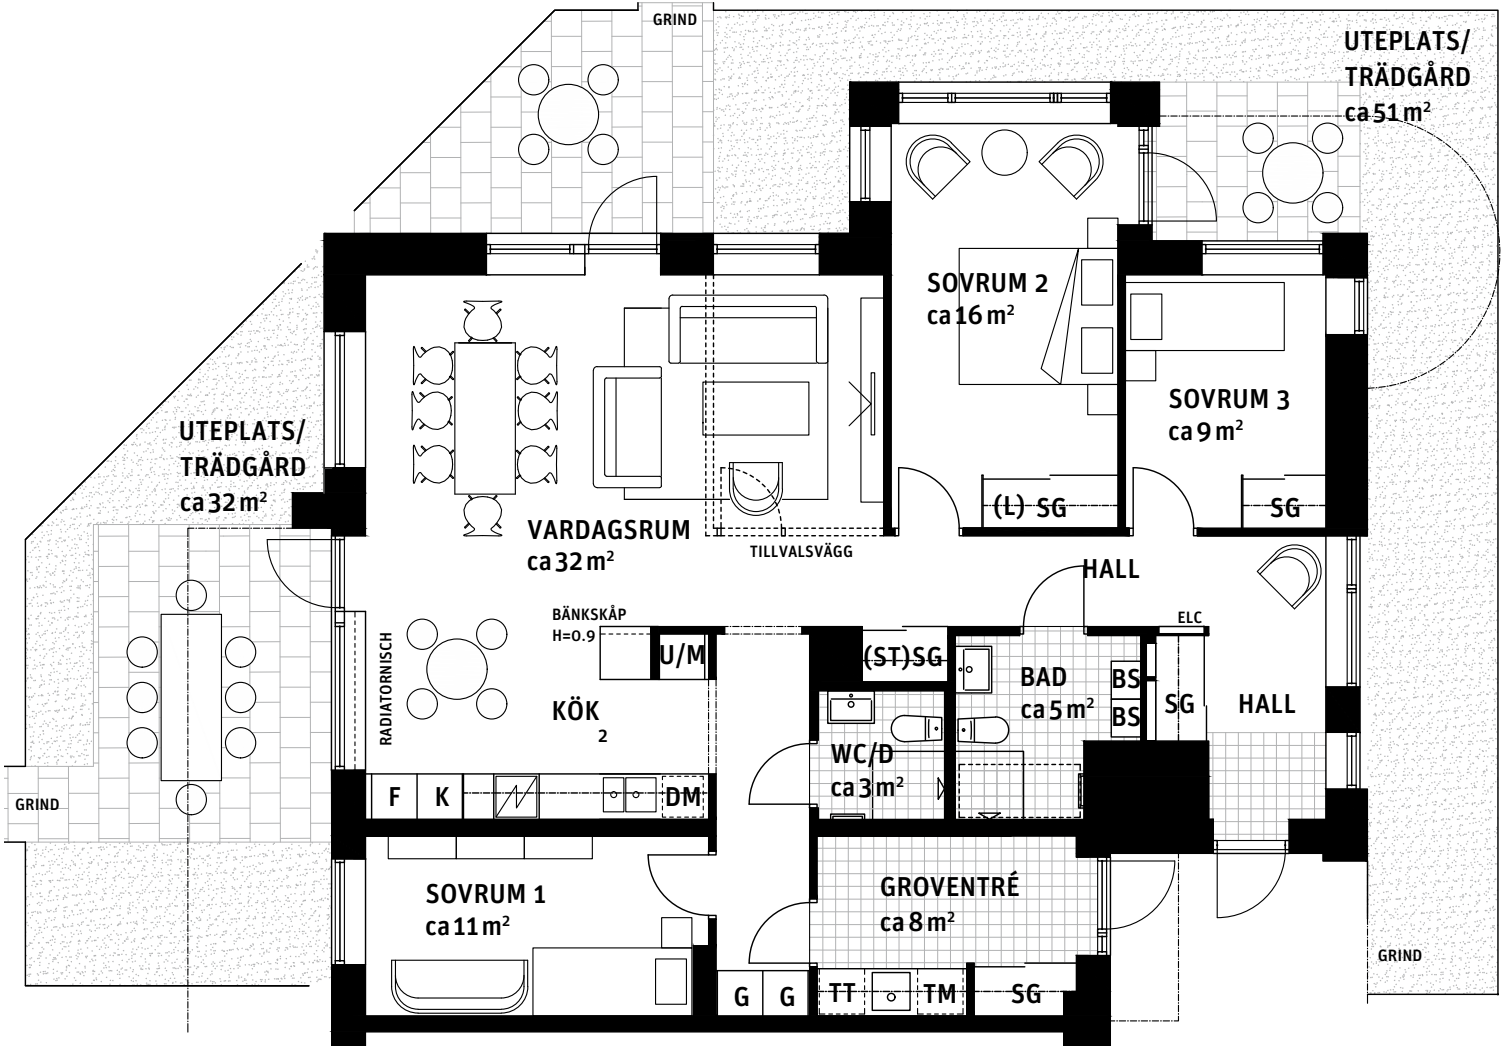 GRIND
UTEPLATS/
TRÄDGÅRD
ca 51 m²
SOVRUM 2
ca 16 m²
SOVRUM 3
ca 9 m²
UTEPLATS/
TRÄDGÅRD
ca 32 m²
(L) SG
SG
VARDAGSRUM
ca 32 m²
TILLVALSVÄGG
HALL
BÄNKSKÅP
H=0.9
ELC
RADIATORNISCH
U/M
(ST)SG
BAD
ca 5 m²
BS
BS
SG
HALL
KÖK
2
WC/D
ca 3 m²
GRIND
F
K
DM
SOVRUM 1
ca 11 m²
GROVENTRÉ
ca 8 m²
GRIND
G
G
TT
TM
SG